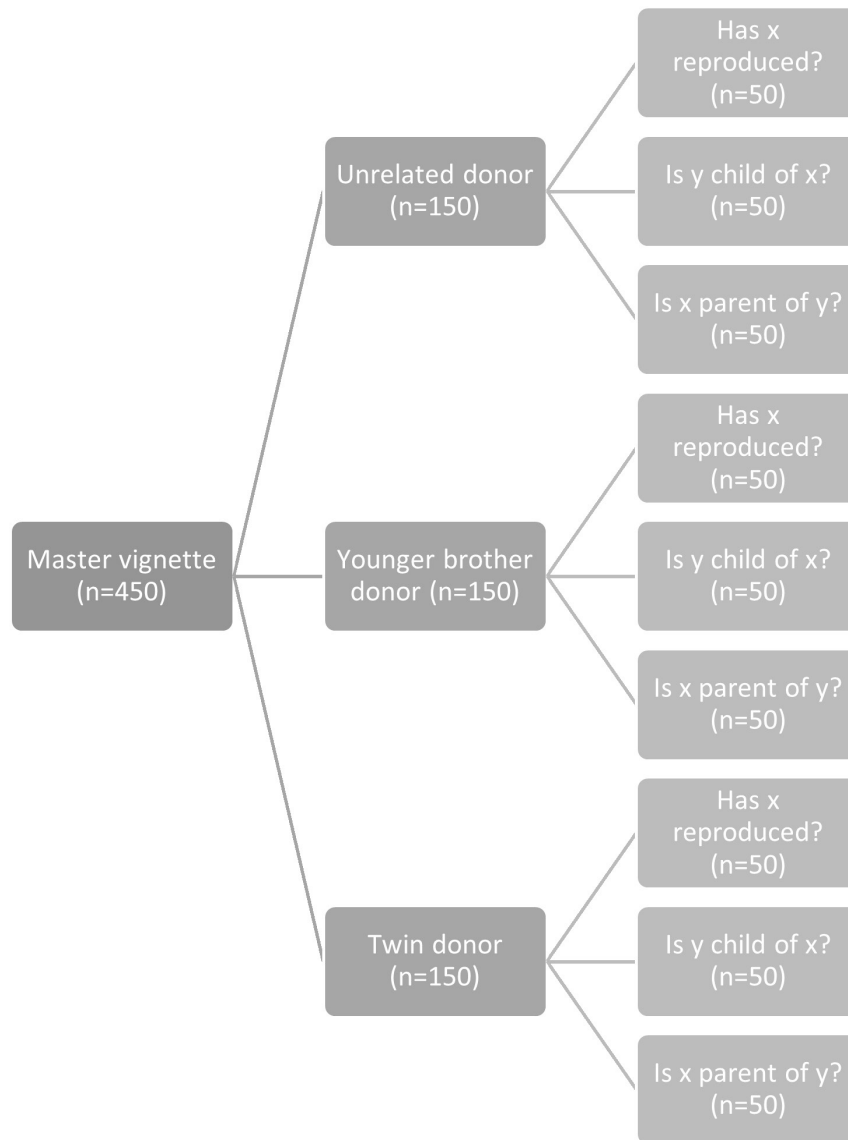 Master vignette
(n=450)
Unrelated donor
(n=150)
Has x
reproduced?
(n=50)
Is y child of x?
(n=50)
Is x parent of y?
(n=50)
Younger brother
donor (n=150)
Has x
reproduced?
(n=50)
Is y child of x?
(n=50)
Is x parent of y?
(n=50)
Twin donor
(n=150)
Has x
reproduced?
(n=50)
Is y child of x?
(n=50)
Is x parent of y?
(n=50)